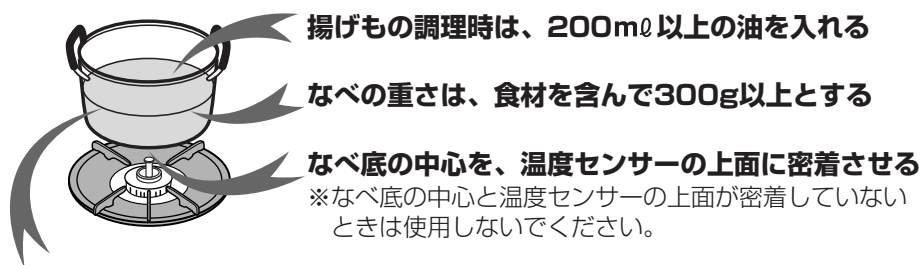 揚げもの調理時は、200mℓ以上の油を入れる
なべの重さは、食材を含んで300g以上とする
なべ底の中心を、温度センサーの上面に密着させる
※なべ底の中心と温度センサーの上面が密着していない
ときは使用しないでください。